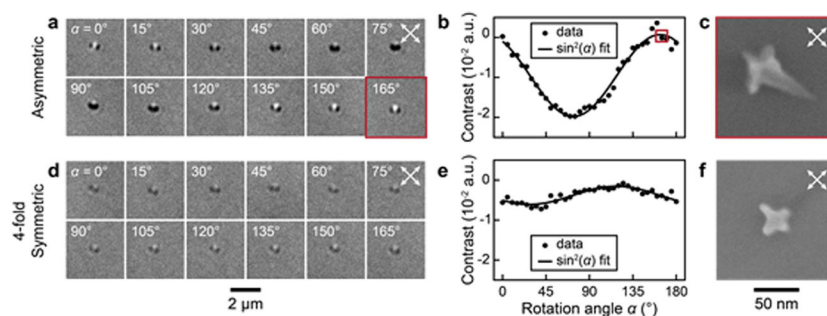 a
α = 0° 15° 30° 45° 60° 75°
90° 105° 120° 135° 150° 165°
Asymmetric
b
data
sin²(α) fit
Contrast (10⁻² a.u.)
0
-1
-2
c
d
α = 0° 15° 30° 45° 60° 75°
90° 105° 120° 135° 150° 165°
4-fold
Symmetric
2 µm
e
data
sin²(α) fit
Contrast (10⁻² a.u.)
0
-1
-2
0 45 90 135 180
Rotation angle α (°)
f
50 nm